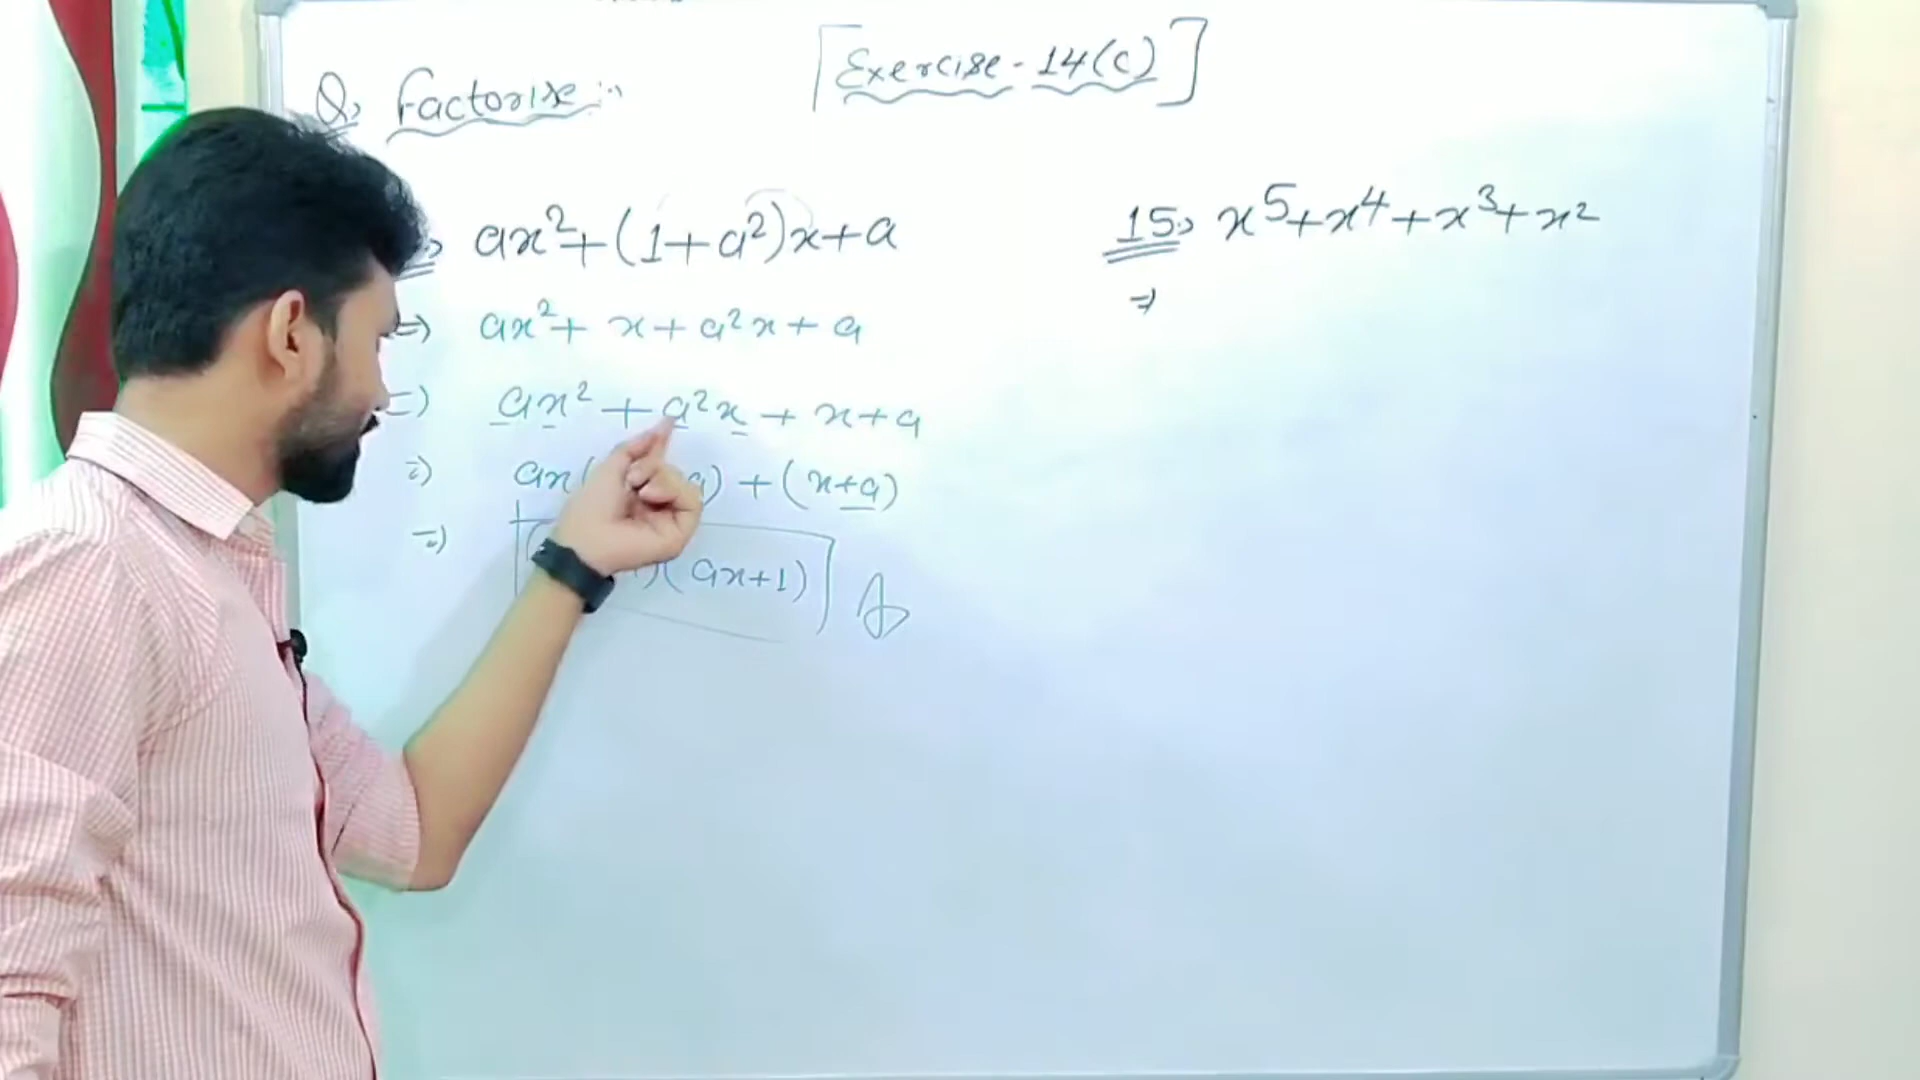 [Exercise - 14(C)]
Q. Factorise :-
ax²+(1+a²)x+a
=> ax²+ x+a²x+a
=> ax² + a²x + x+a
=> ax( a) + (x+a)
=> )(ax+1)
15. x⁵+x⁴+x³+x²
=>